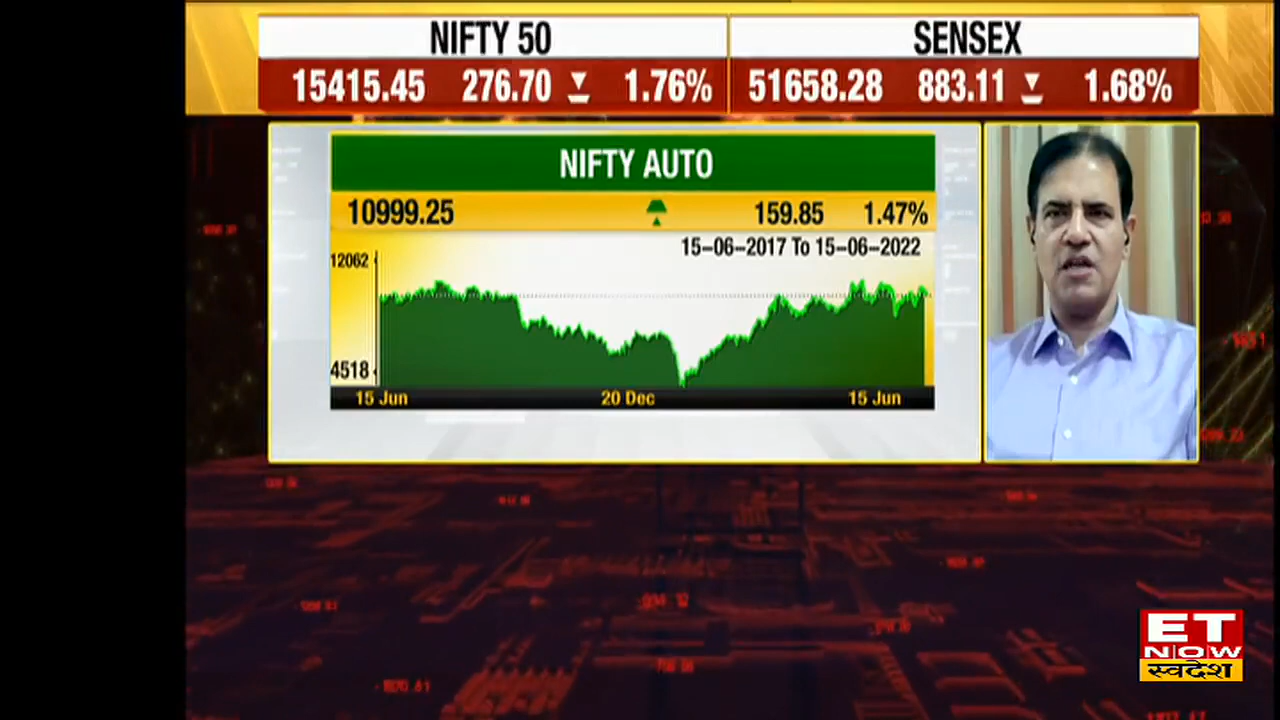 NIFTY 50
SENSEX
15415.45 276.70 1.76%
51658.28 883.11 1.68%
NIFTY AUTO
10999.25 159.85 1.47%
15-06-2017 To 15-06-2022
12062
4518
15 Jun 20 Dec 15 Jun
ET
NOW
स्वदेश